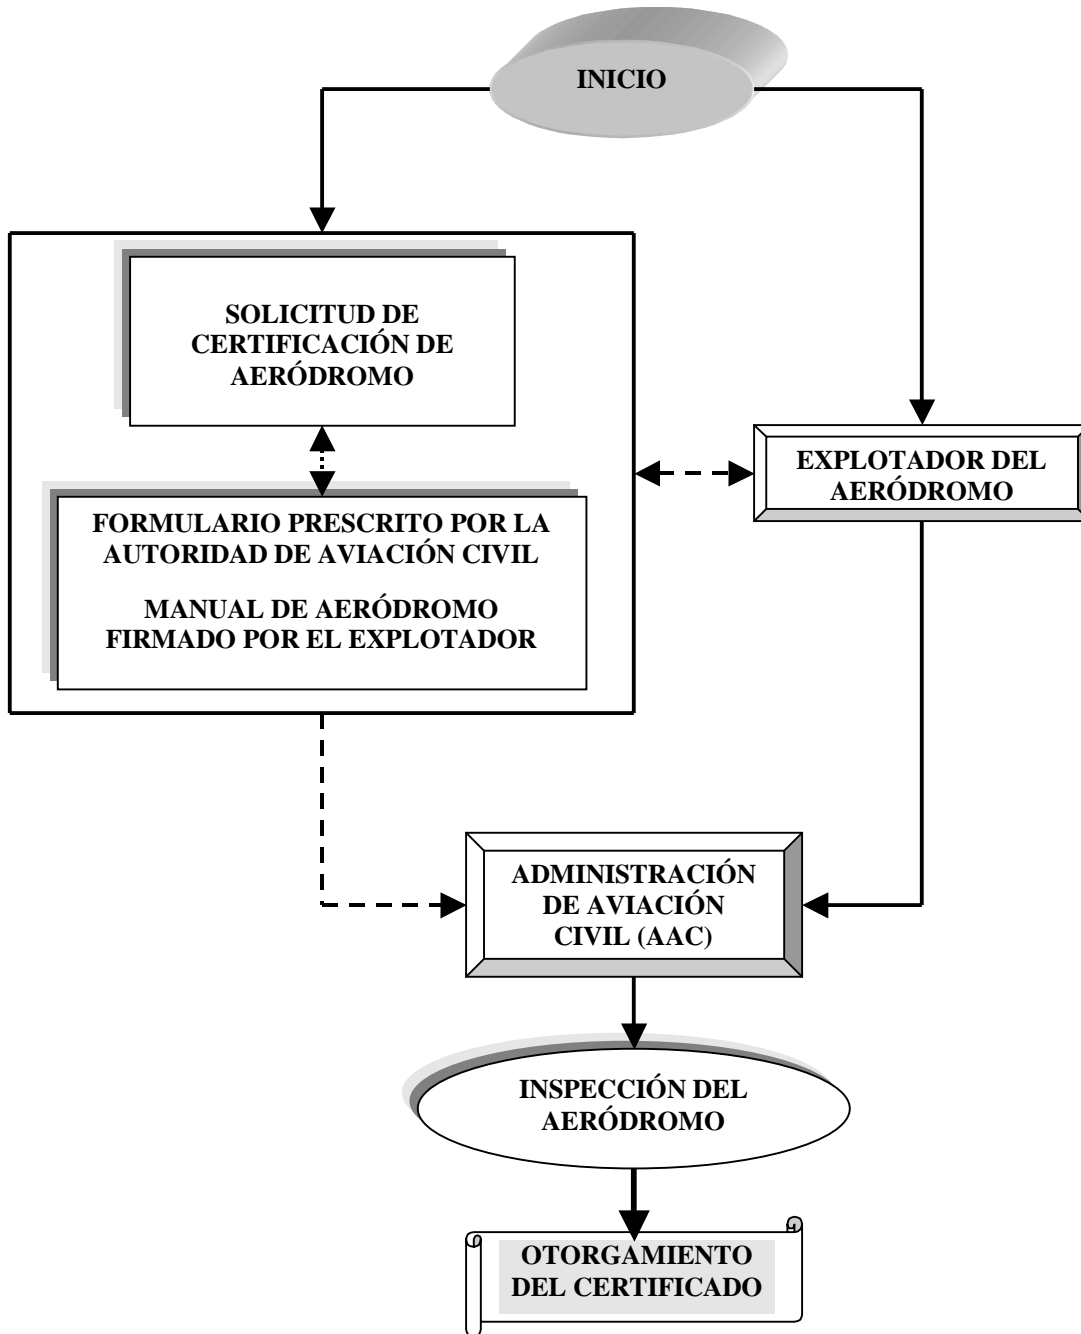 INICIO
SOLICITUD DE
CERTIFICACIÓN DE
AERÓDROMO
EXPLOTADOR DEL
AERÓDROMO
FORMULARIO PRESCRITO POR LA
AUTORIDAD DE AVIACIÓN CIVIL
MANUAL DE AERÓDROMO
FIRMADO POR EL EXPLOTADOR
ADMINISTRACIÓN
DE AVIACIÓN
CIVIL (AAC)
INSPECCIÓN DEL
AERÓDROMO
OTORGAMIENTO
DEL CERTIFICADO